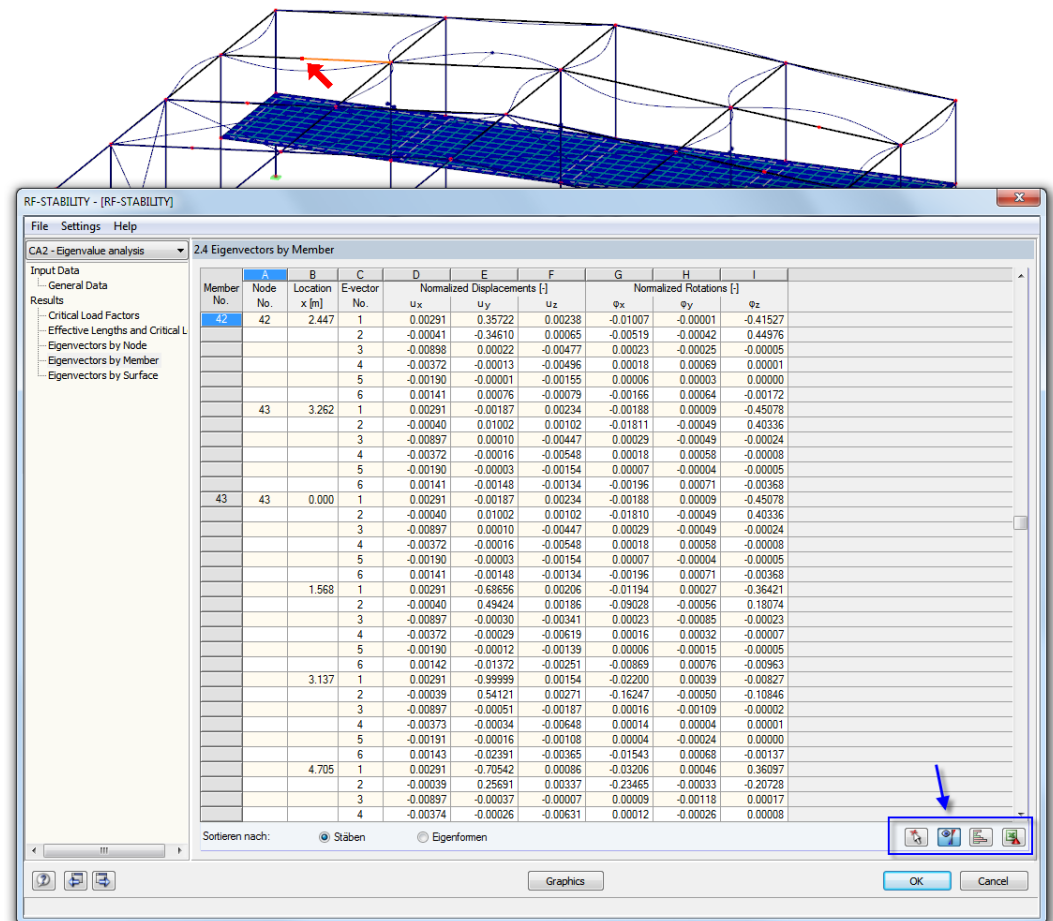 RF-STABILITY - [RF-STABILITY]
x
File Settings Help
CA2 - Eigenvalue analysis
Input Data
General Data
Results
Critical Load Factors
Effective Lengths and Critical L
Eigenvectors by Node
Eigenvectors by Member
Eigenvectors by Surface
2.4 Eigenvectors by Member
A B C D E F G H I
Member Node Location E-vector Normalized Displacements [-] Normalized Rotations [-]
No. No. x [m] No. ux uy uz φx φy φz
42 42 2.447 1 0.00291 0.35722 0.00238 -0.01007 -0.00001 -0.41527
2 -0.00041 -0.34610 0.00065 -0.00519 -0.00042 0.44976
3 -0.00898 0.00022 -0.00477 0.00023 -0.00025 -0.00005
4 -0.00372 -0.00013 -0.00496 0.00018 0.00069 0.00001
5 -0.00190 -0.00001 -0.00155 0.00006 0.00003 0.00000
6 0.00141 0.00076 -0.00079 -0.00166 0.00064 -0.00172
43 3.262 1 0.00291 -0.00187 0.00234 -0.00188 0.00009 -0.45078
2 -0.00040 0.01002 0.00102 -0.01811 -0.00049 0.40336
3 -0.00897 0.00010 -0.00447 0.00029 -0.00049 -0.00024
4 -0.00372 -0.00016 -0.00548 0.00018 0.00058 -0.00008
5 -0.00190 -0.00003 -0.00154 0.00007 -0.00004 -0.00005
6 0.00141 -0.00148 -0.00134 -0.00196 0.00071 -0.00368
43 43 0.000 1 0.00291 -0.00187 0.00234 -0.00188 0.00009 -0.45078
2 -0.00040 0.01002 0.00102 -0.01810 -0.00049 0.40336
3 -0.00897 0.00010 -0.00447 0.00029 -0.00049 -0.00024
4 -0.00372 -0.00016 -0.00548 0.00018 0.00058 -0.00008
5 -0.00190 -0.00003 -0.00154 0.00007 -0.00004 -0.00005
6 0.00141 -0.00148 -0.00134 -0.00196 0.00071 -0.00368
1.568 1 0.00291 -0.68656 0.00206 -0.01194 0.00027 -0.36421
2 -0.00040 0.49424 0.00186 -0.09028 -0.00056 0.18074
3 -0.00897 -0.00030 -0.00341 0.00023 -0.00085 -0.00023
4 -0.00372 -0.00029 -0.00619 0.00016 0.00032 -0.00007
5 -0.00190 -0.00012 -0.00139 0.00006 -0.00015 -0.00005
6 0.00142 -0.01372 -0.00251 -0.00869 0.00076 -0.00963
3.137 1 0.00291 -0.99999 0.00154 -0.02200 0.00039 -0.00827
2 -0.00039 0.54121 0.00271 -0.16247 -0.00050 -0.10846
3 -0.00897 -0.00051 -0.00187 0.00016 -0.00109 -0.00002
4 -0.00373 -0.00034 -0.00648 0.00014 0.00004 0.00001
5 -0.00191 -0.00016 -0.00108 0.00004 -0.00024 0.00000
6 0.00143 -0.02391 -0.00365 -0.01543 0.00068 -0.00137
4.705 1 0.00291 -0.70542 0.00086 -0.03206 0.00046 0.36097
2 -0.00039 0.25691 0.00337 -0.23465 -0.00033 -0.20728
3 -0.00897 -0.00037 -0.00007 0.00009 -0.00118 0.00017
4 -0.00374 -0.00026 -0.00631 0.00012 -0.00026 0.00008
Sortieren nach: Stäben Eigenformen
Graphics OK Cancel